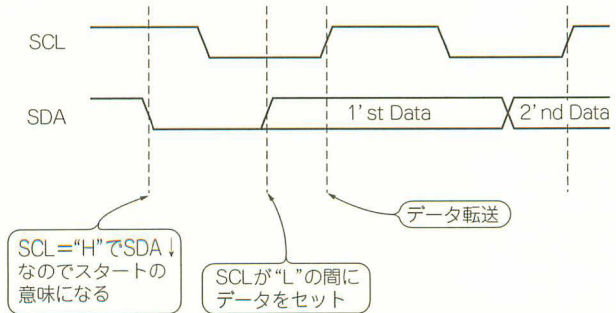 SCL
SDA
1'st Data
2'nd Data
データ転送
SCL="H"でSDA↓
なのでスタートの
意味になる
SCLが"L"の間に
データをセット